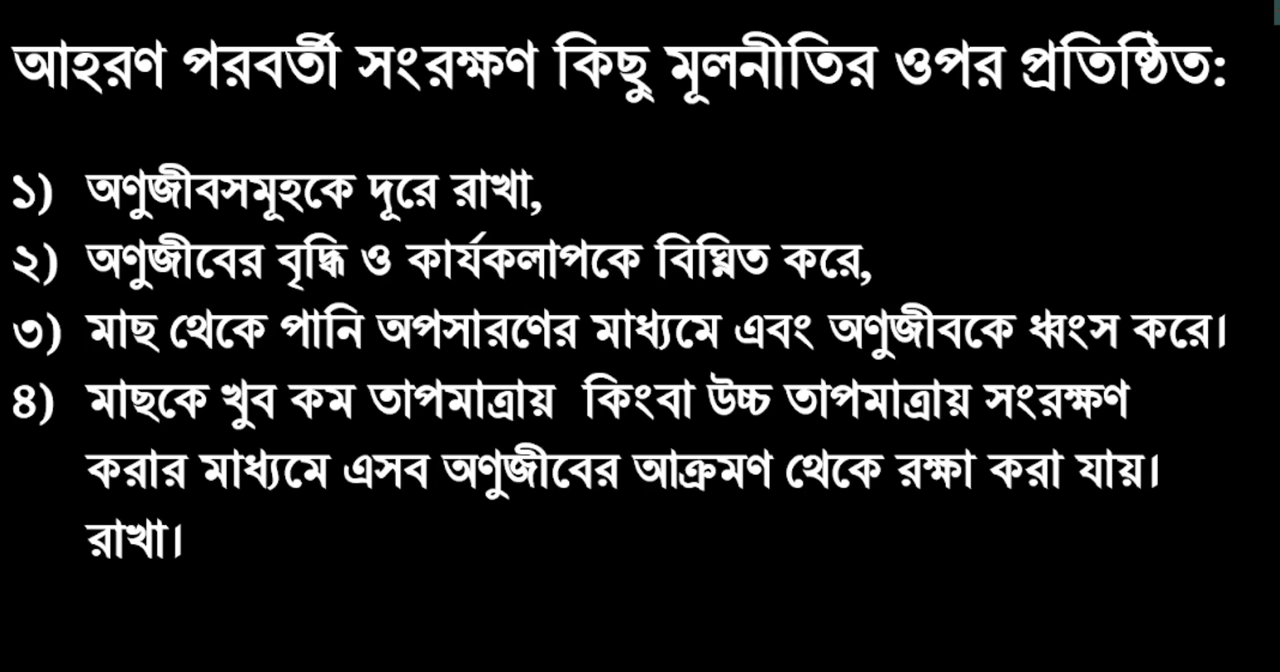 আহরণ পরবর্তী সংরক্ষণ কিছু মূলনীতির ওপর প্রতিষ্ঠিত:
১) অণুজীবসমূহকে দূরে রাখা,
২) অণুজীবের বৃদ্ধি ও কার্যকলাপকে বিঘ্নিত করে,
৩) মাছ থেকে পানি অপসারণের মাধ্যমে এবং অণুজীবকে ধ্বংস করে।
৪) মাছকে খুব কম তাপমাত্রায় কিংবা উচ্চ তাপমাত্রায় সংরক্ষণ
করার মাধ্যমে এসব অণুজীবের আক্রমণ থেকে রক্ষা করা যায়।
রাখা।